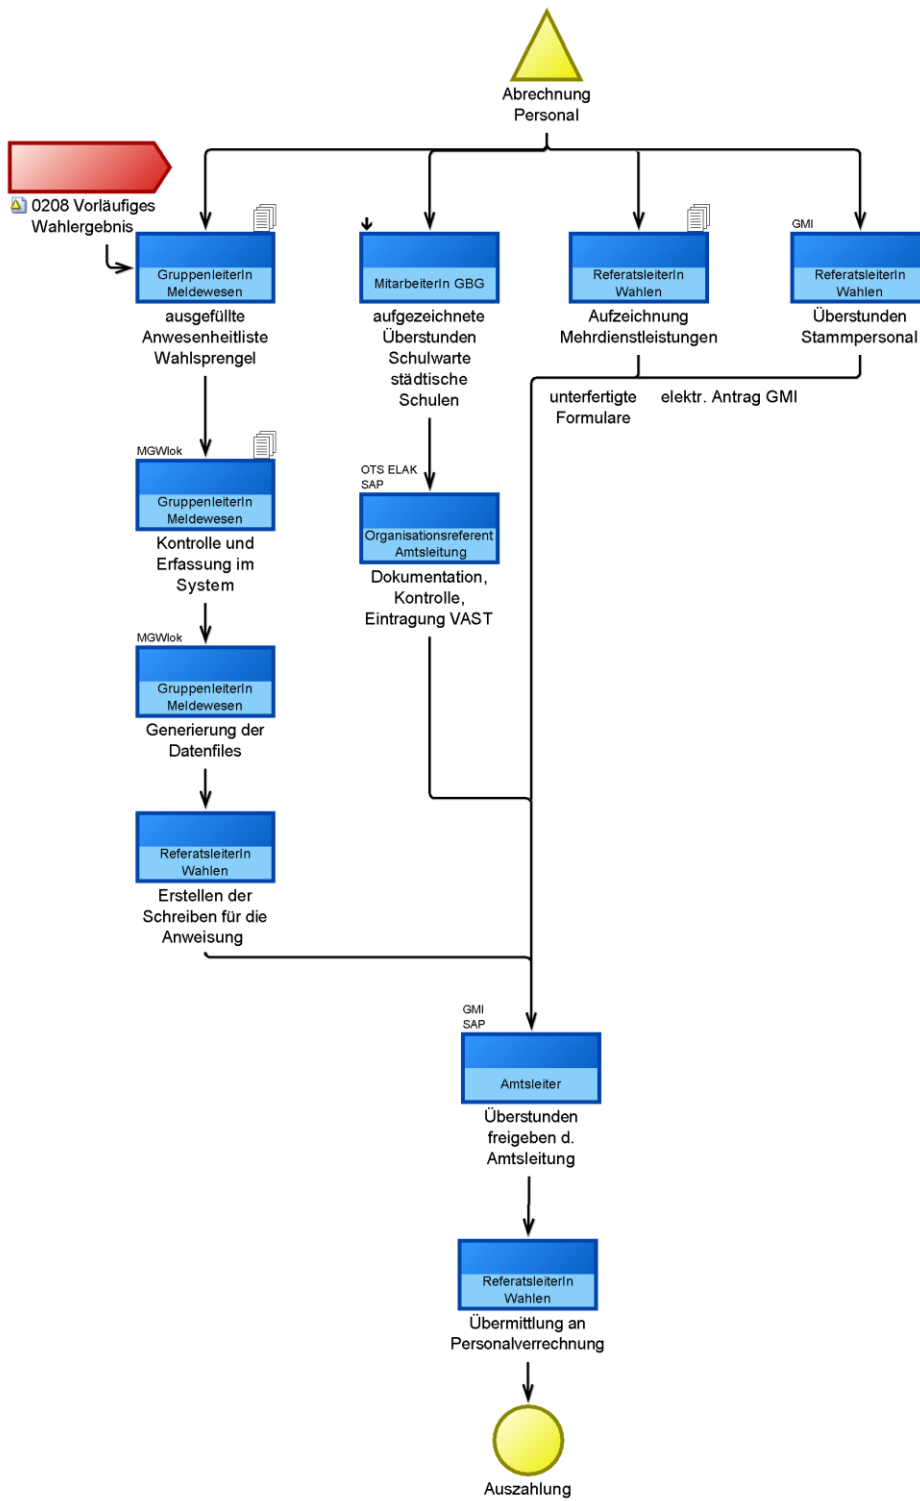 Abrechnung
Personal
0208 Vorläufiges
Wahlergebnis
GruppenleiterIn
Meldewesen
ausgefüllte
Anwesenheitliste
Wahlsprengel
MitarbeiterIn GBG
aufgezeichnete
Überstunden
Schulwarte
städtische
Schulen
ReferatsleiterIn
Wahlen
Aufzeichnung
Mehrdienstleistungen
GMI
ReferatsleiterIn
Wahlen
Überstunden
Stammpersonal
unterfertigte
Formulare
elektr. Antrag GMI
MGWlok
GruppenleiterIn
Meldewesen
Kontrolle und
Erfassung im
System
OTS ELAK
SAP
Organisationsreferent
Amtsleitung
Dokumentation,
Kontrolle,
Eintragung VAST
MGWlok
GruppenleiterIn
Meldewesen
Generierung der
Datenfiles
ReferatsleiterIn
Wahlen
Erstellen der
Schreiben für die
Anweisung
GMI
SAP
Amtsleiter
Überstunden
freigeben d.
Amtsleitung
ReferatsleiterIn
Wahlen
Übermittlung an
Personalverrechnung
Auszahlung